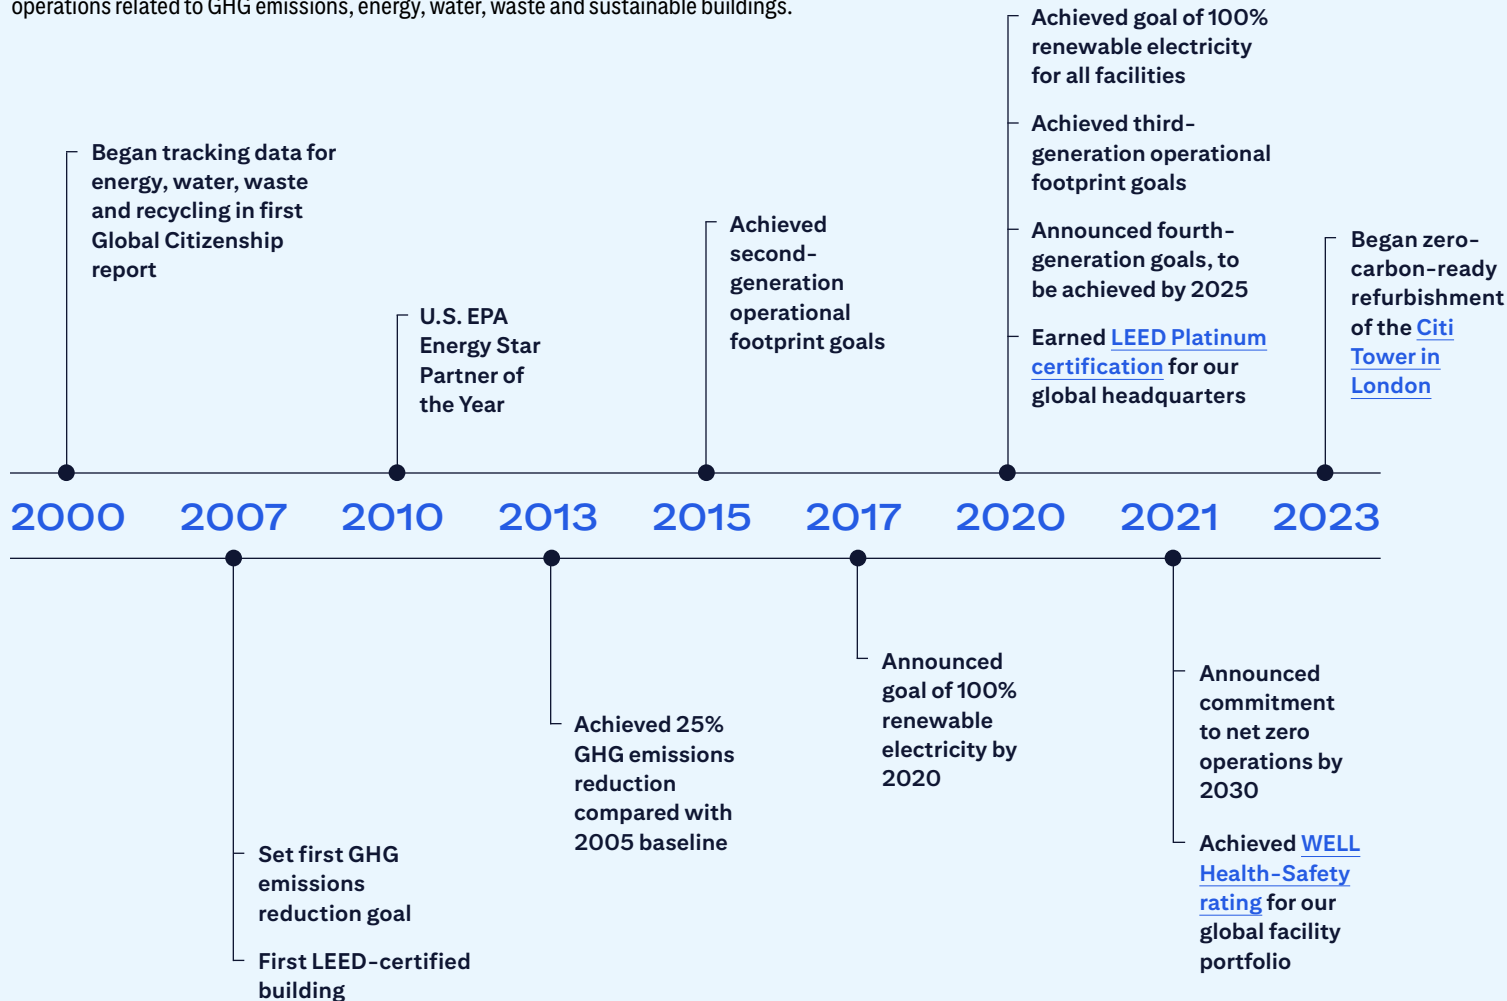 operations related to GHG emissions, energy, water, waste and sustainable buildings.
Began tracking data for
energy, water, waste
and recycling in first
Global Citizenship
report
U.S. EPA
Energy Star
Partner of
the Year
Achieved
second-
generation
operational
footprint goals
Achieved goal of 100%
renewable electricity
for all facilities
Achieved third-
generation operational
footprint goals
Announced fourth-
generation goals, to
be achieved by 2025
Earned LEED Platinum
certification for our
global headquarters
Began zero-
carbon-ready
refurbishment
of the Citi
Tower in
London
2000 2007 2010 2013 2015 2017 2020 2021 2023
Set first GHG
emissions
reduction goal
First LEED-certified
building
Achieved 25%
GHG emissions
reduction
compared with
2005 baseline
Announced
goal of 100%
renewable
electricity by
2020
Announced
commitment
to net zero
operations by
2030
Achieved WELL
Health-Safety
rating for our
global facility
portfolio